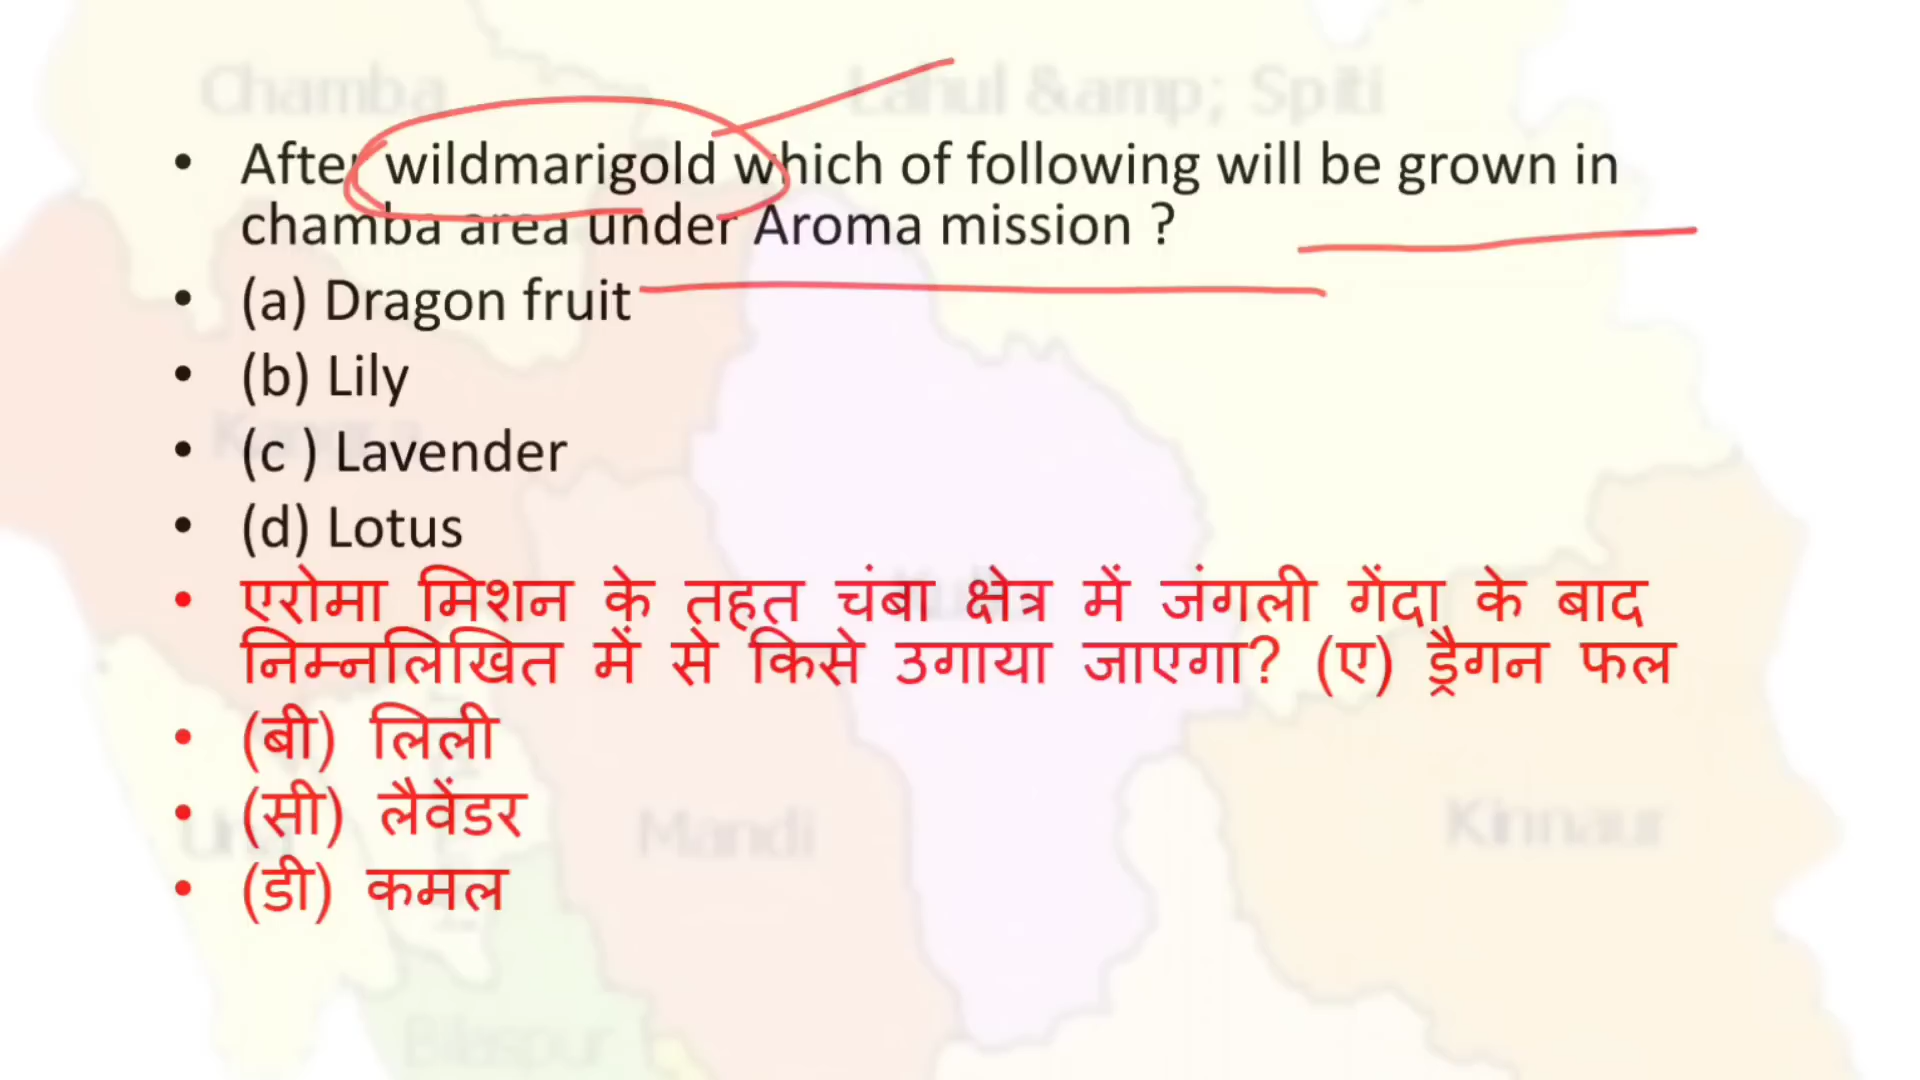 Chamba
Lahul &amp; Spiti
• After wildmarigold which of following will be grown in
chamba area under Aroma mission ?
• (a) Dragon fruit
• (b) Lily
• (c ) Lavender
• (d) Lotus
• एरोमा मिशन के तहत चंबा क्षेत्र में जंगली गेंदा के बाद
निम्नलिखित में से किसे उगाया जाएगा? (ए) ड्रैगन फल
• (बी) लिली
• (सी) लैवेंडर
• (डी) कमल
Mandi
Kinnaur
Bilaspur